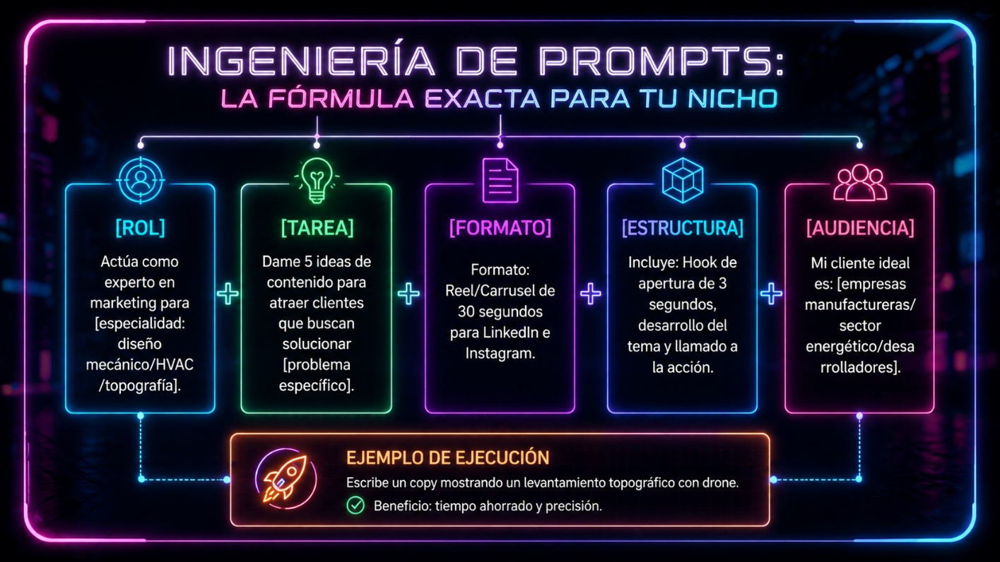 INGENIERÍA DE PROMPTS:
LA FÓRMULA EXACTA PARA TU NICHO
[ROL]
Actúa como
experto en
marketing para
[especialidad:
diseño
mecánico/HVAC
/topografía].
[TAREA]
Dame 5 ideas de
contenido para
atraer clientes
que buscan
solucionar
[problema
específico].
[FORMATO]
Formato:
Reel/Carrusel de
30 segundos
para LinkedIn e
Instagram.
[ESTRUCTURA]
Incluye: Hook de
apertura de 3
segundos,
desarrollo del
tema y llamado a
la acción.
[AUDIENCIA]
Mi cliente ideal
es: [empresas
manufactureras/
sector
energético/desa
rrolladores].
EJEMPLO DE EJECUCIÓN
Escribe un copy mostrando un levantamiento topográfico con drone.
Beneficio: tiempo ahorrado y precisión.